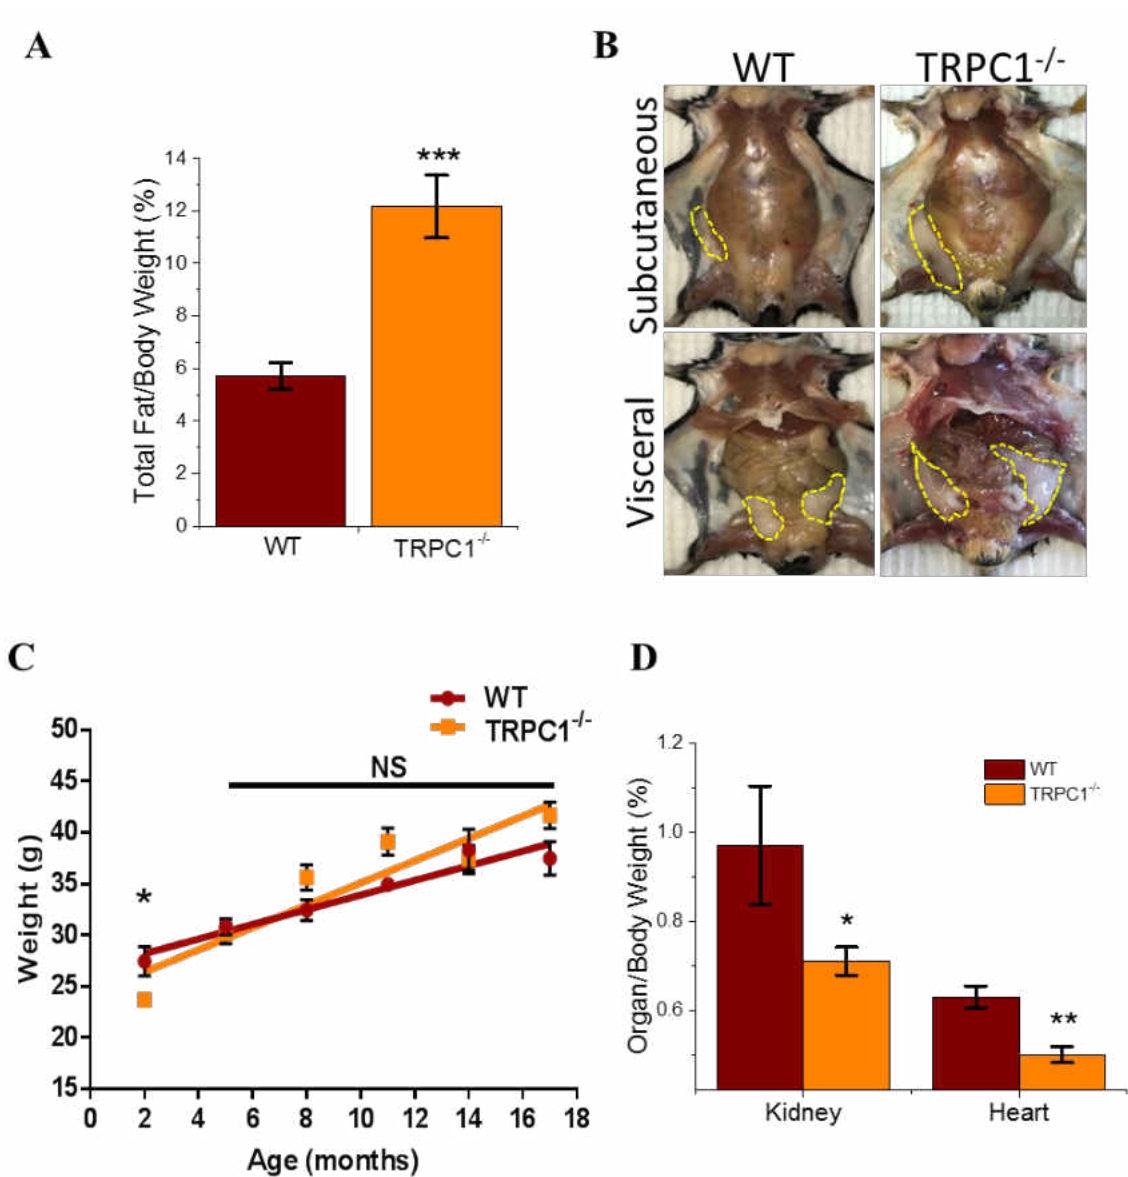 A
14
12
10
8
6
4
2
0
Total Fat/Body Weight (%)
***
WT
TRPC1-/-
B
WT
TRPC1-/-
Subcutaneous
Visceral
C
WT
TRPC1-/-
50
45
40
35
30
25
20
15
Weight (g)
NS
*
0 2 4 6 8 10 12 14 16 18
Age (months)
D
1.2
1.0
0.8
0.6
Organ/Body Weight (%)
WT
TRPC1-/-
*
**
Kidney Heart